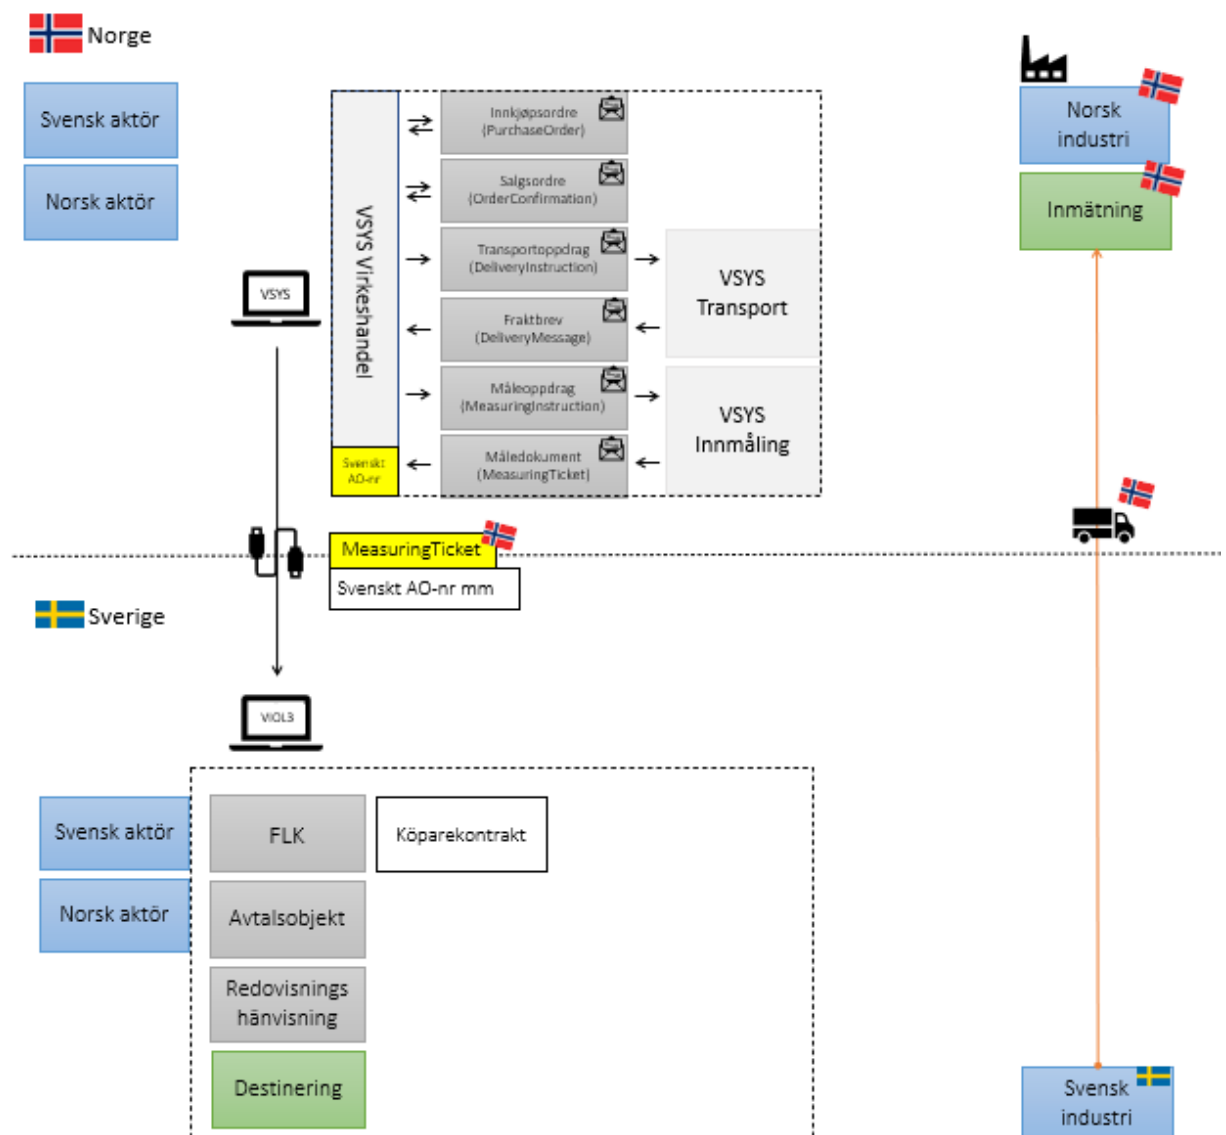 Norge
Svensk aktör
Norsk aktör
VSYS
VSYS Virkeshandel
Svenskt
AO-nr
Innkjøpsordre
(PurchaseOrder)
Salgsordre
(OrderConfirmation)
Transportoppdrag
(DeliveryInstruction)
Fraktbrev
(DeliveryMessage)
Måleoppdrag
(MeasuringInstruction)
Måledokument
(MeasuringTicket)
VSYS
Transport
VSYS
Innmåling
Norsk
industri
Inmätning
MeasuringTicket
Svenskt AO-nr mm
Sverige
VIOL3
Svensk aktör
Norsk aktör
FLK
Köparekontrakt
Avtalsobjekt
Redovisnings
hänvisning
Destinering
Svensk
industri